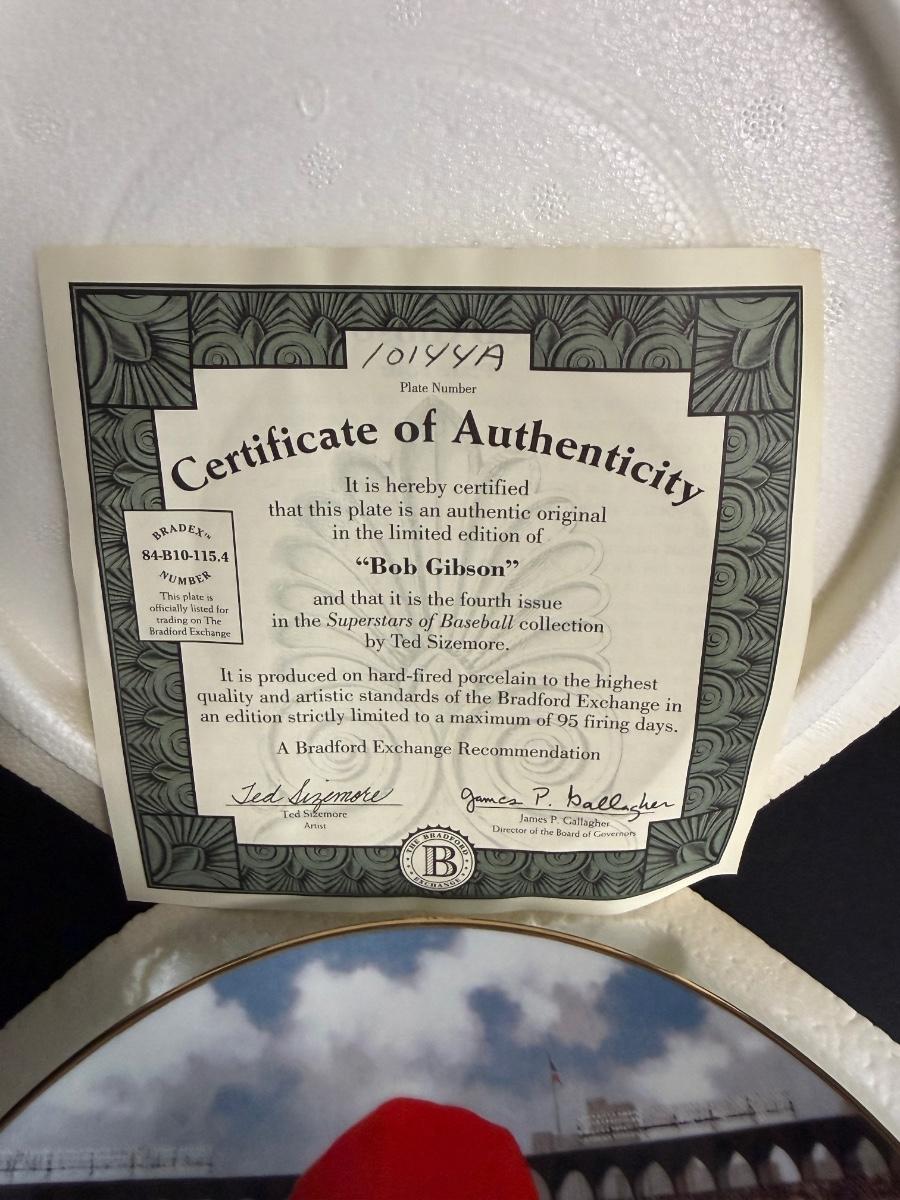 10144A
Plate Number
Certificate of Authenticity
It is hereby certified
that this plate is an authentic original
in the limited edition of
“Bob Gibson”
and that it is the fourth issue
in the Superstars of Baseball collection
by Ted Sizemore.
BRADEX™
84-B10-115.4
NUMBER
This plate is
officially listed for
trading on The
Bradford Exchange
It is produced on hard-fired porcelain to the highest
quality and artistic standards of the Bradford Exchange in
an edition strictly limited to a maximum of 95 firing days.
A Bradford Exchange Recommendation
Ted Sizemore
Ted Sizemore
Artist
James P. Gallagher
James P. Gallagher
Director of the Board of Governors
THE BRADFORD
B
EXCHANGE